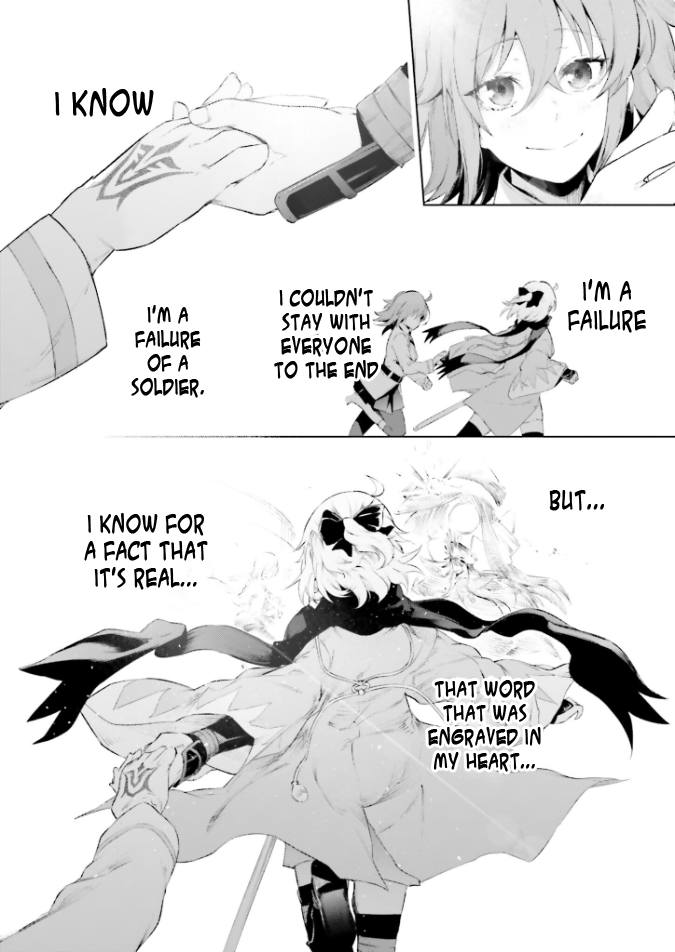 I KNOW
I'M A
FAILURE
I COULDN'T
STAY WITH
EVERYONE
TO THE END
I'M A
FAILURE
OF A
SOLDIER.
BUT...
I KNOW FOR
A FACT THAT
IT'S REAL...
THAT WORD
THAT WAS
ENGRAVED IN
MY HEART...